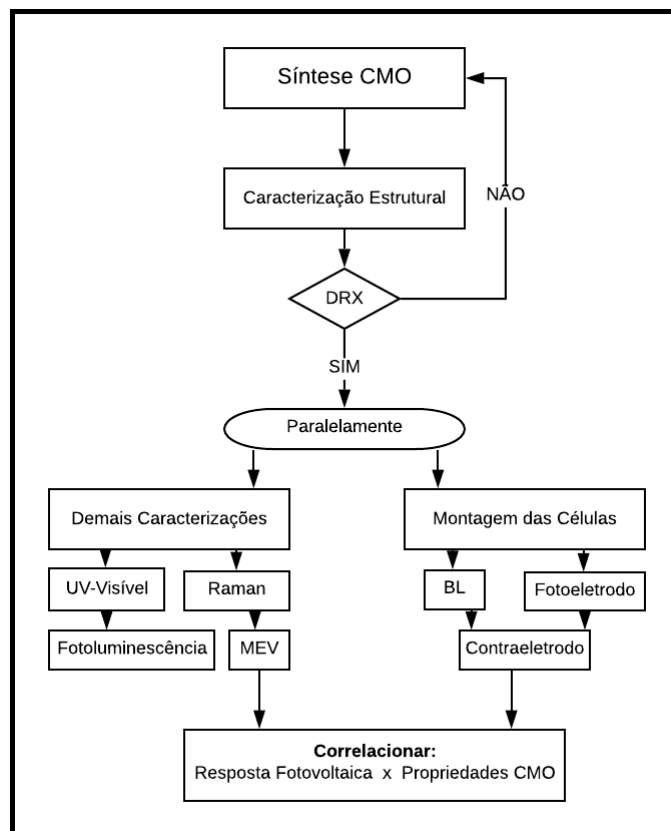 Síntese CMO
Caracterização Estrutural
NÃO
DRX
SIM
Paralelamente
Demais Caracterizações
Montagem das Células
UV-Visível
Raman
BL
Fotoeletrodo
Fotoluminescência
MEV
Contraeletrodo
Correlacionar:
Resposta Fotovoltaica x Propriedades CMO